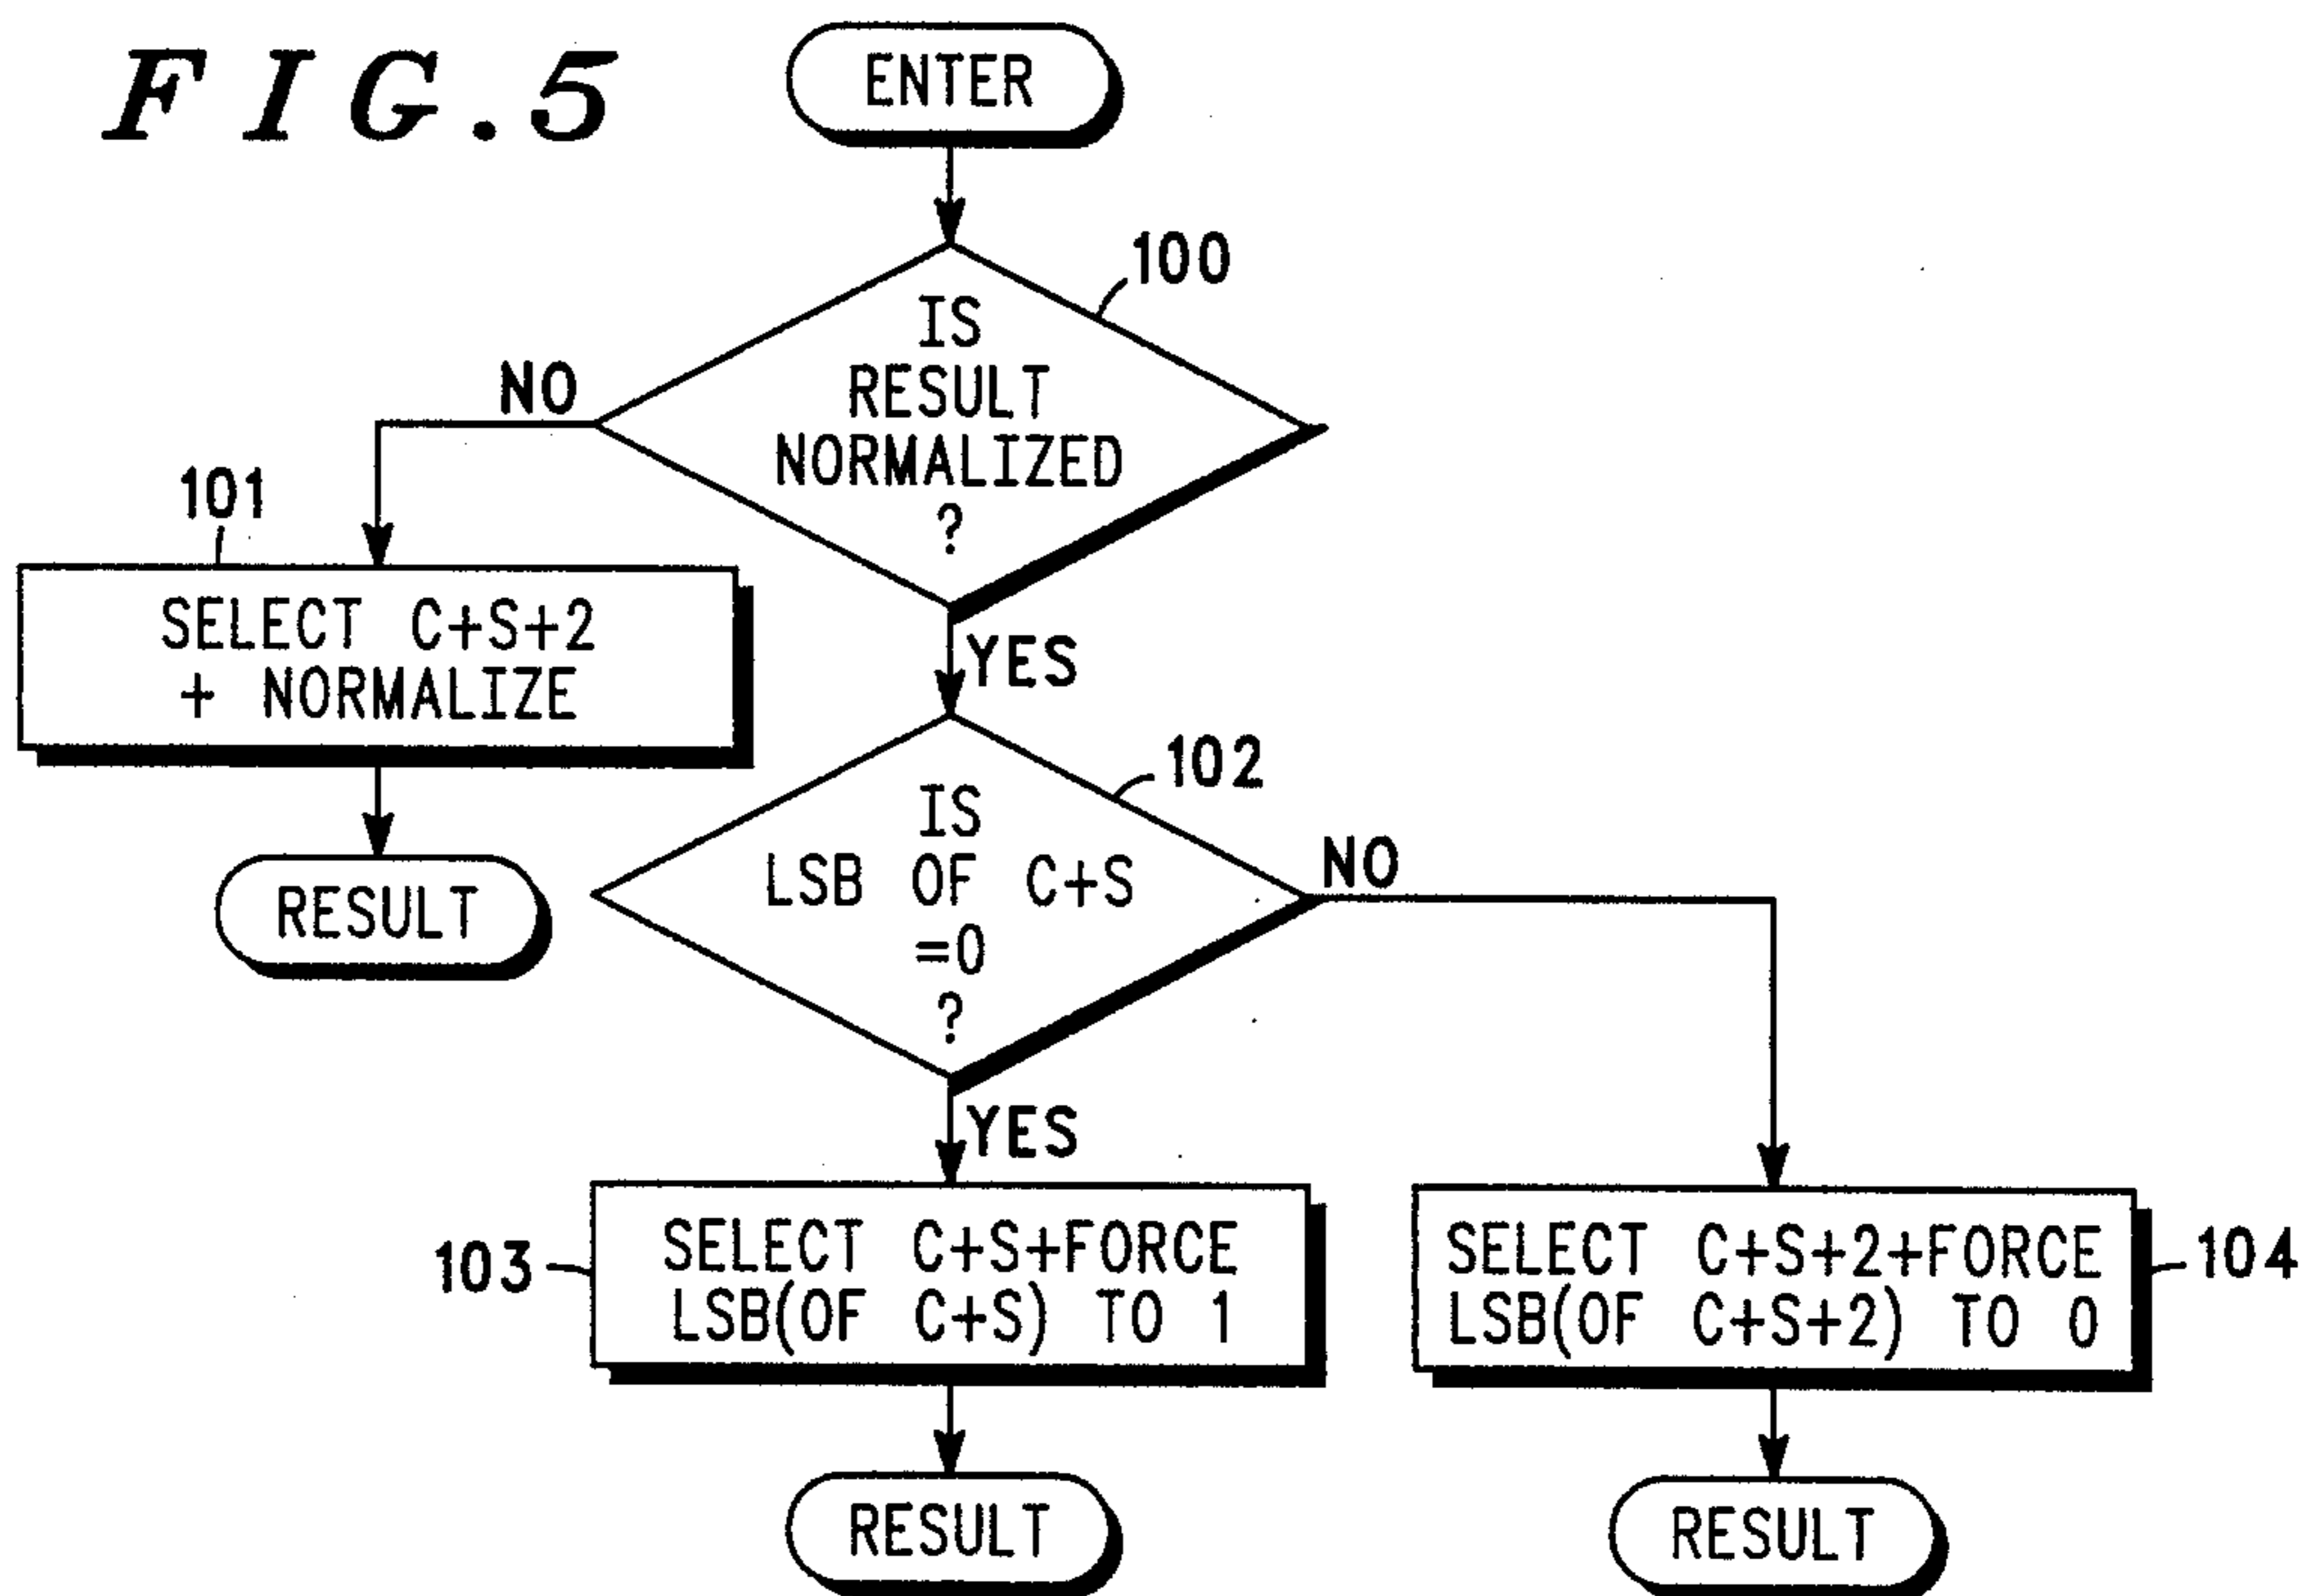 FIG.5
ENTER
100
IS
RESULT
NORMALIZED
?
NO
101
SELECT C+S+2
+ NORMALIZE
RESULT
YES
102
IS
LSB OF C+S
=0
?
NO
YES
103
SELECT C+S+FORCE
LSB(OF C+S) TO 1
RESULT
SELECT C+S+2+FORCE
LSB(OF C+S+2) TO 0
104
RESULT